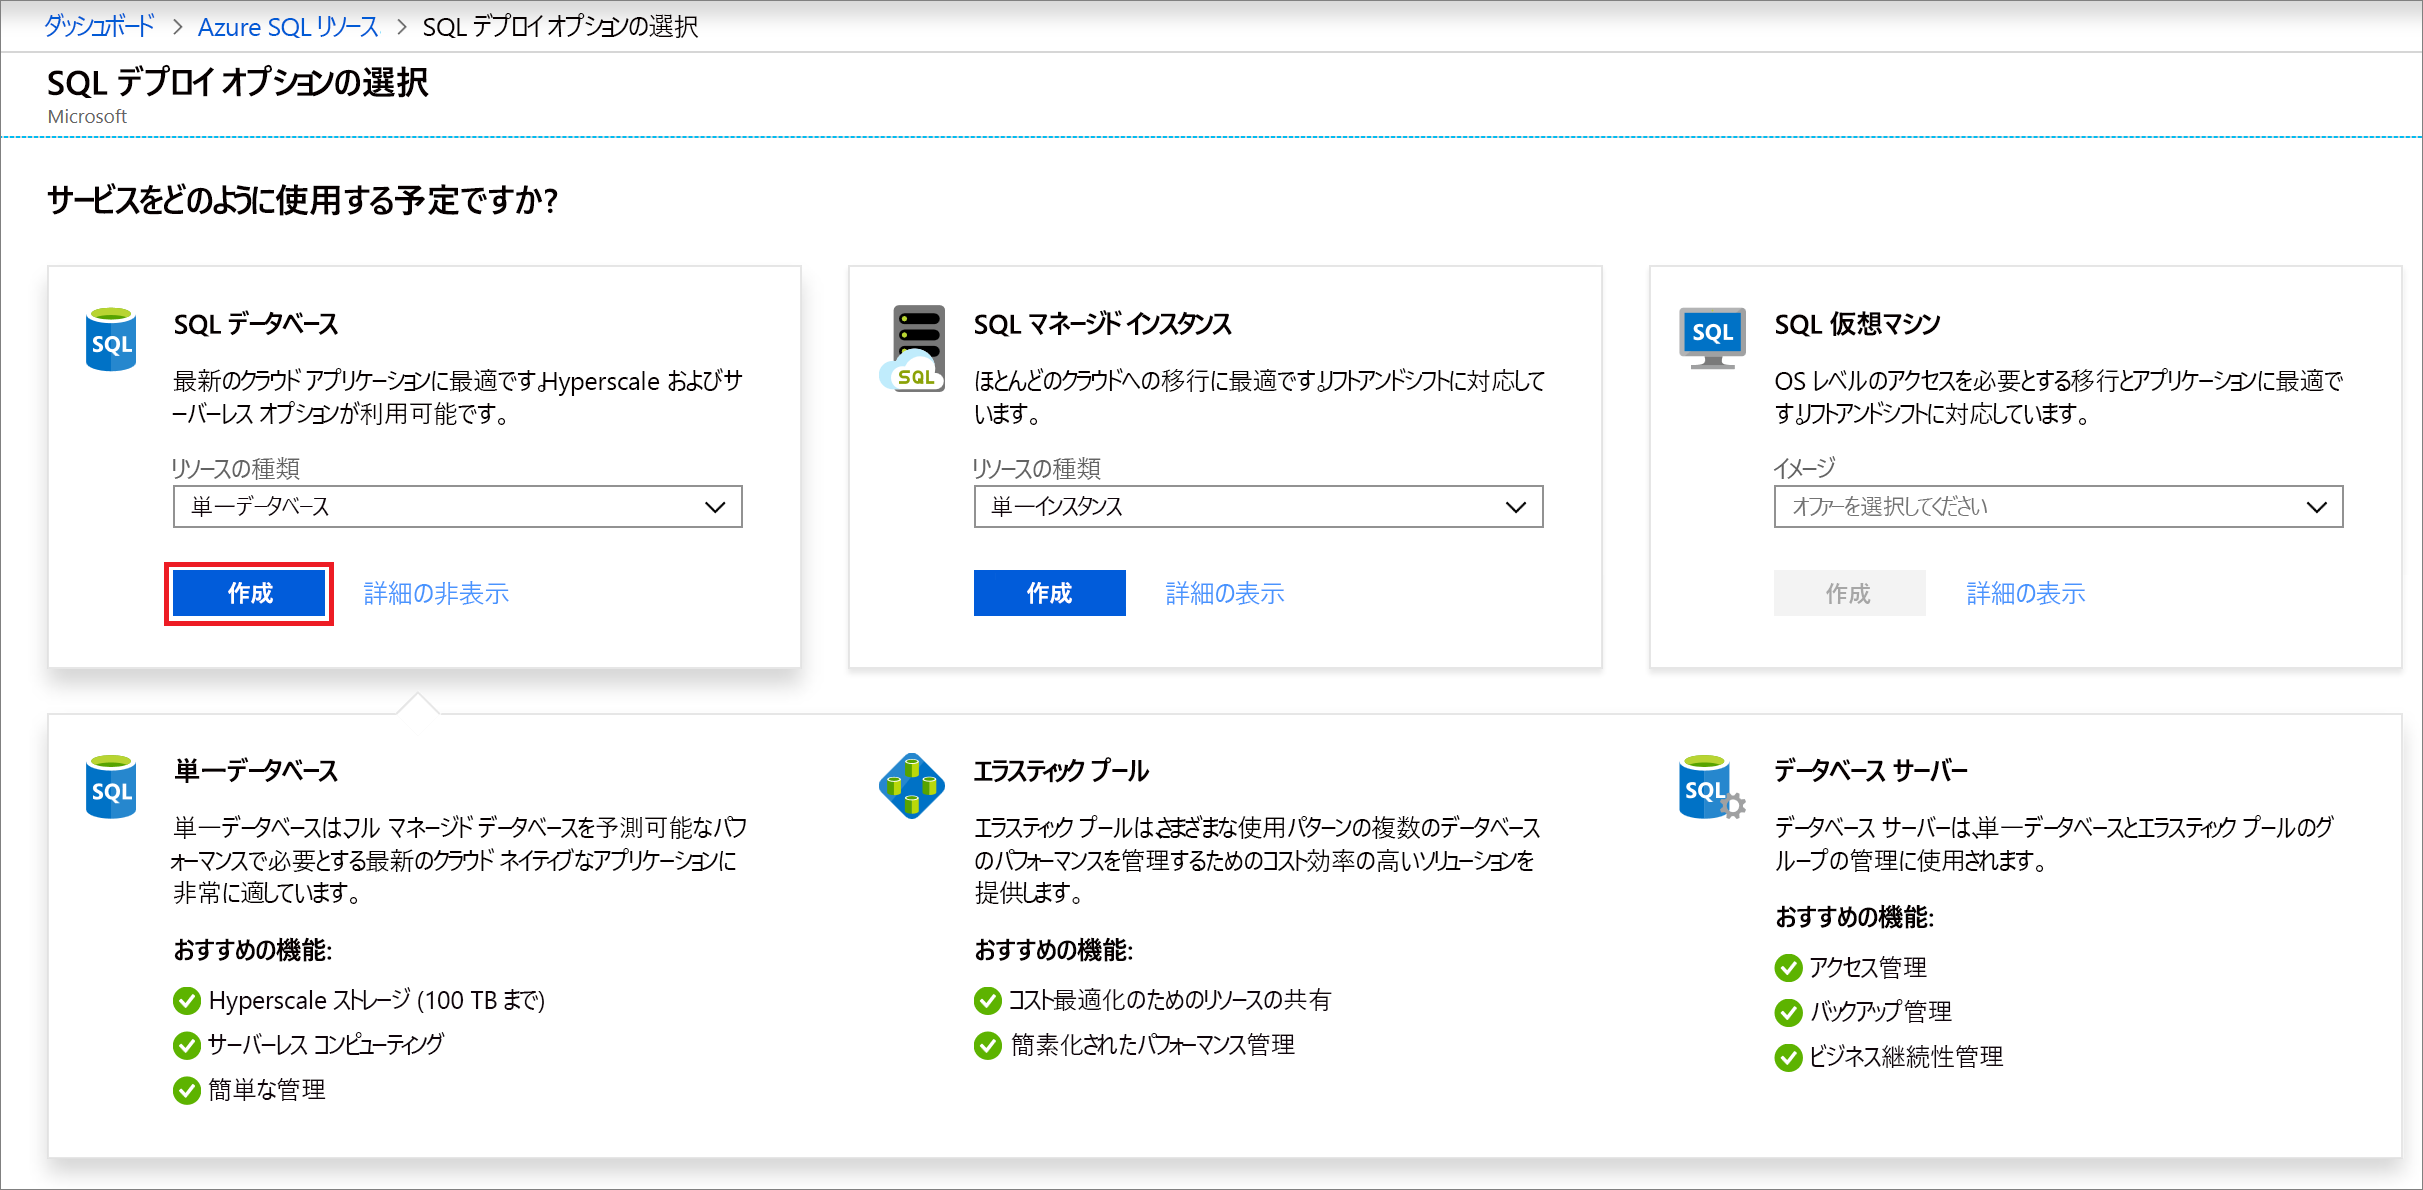 ダッシュボード > Azure SQL リソース > SQL デプロイ オプションの選択
SQL デプロイ オプションの選択
Microsoft
サービスをどのように使用する予定ですか?
SQL
SQL データベース
最新のクラウド アプリケーションに最適です。Hyperscale およびサ
ーバーレス オプションが利用可能です。
リソースの種類
単一データベース
作成
詳細の非表示
SQL
SQL マネージド インスタンス
ほとんどのクラウドへの移行に最適です。リフトアンドシフトに対応して
います。
リソースの種類
単一インスタンス
作成
詳細の表示
SQL
SQL 仮想マシン
OS レベルのアクセスを必要とする移行とアプリケーションに最適で
す。リフトアンドシフトに対応しています。
イメージ
オファーを選択してください
作成
詳細の表示
SQL
単一データベース
単一データベースは、フル マネージド データベースを予測可能なパフ
ォーマンスで必要とする最新のクラウド ネイティブなアプリケーションに
非常に適しています。
おすすめの機能:
Hyperscale ストレージ (100 TB まで)
サーバーレス コンピューティング
簡単な管理
エラスティック プール
エラスティック プールは、さまざまな使用パターンの複数のデータベース
のパフォーマンスを管理するためのコスト効率の高いソリューションを
提供します。
おすすめの機能:
コスト最適化のためのリソースの共有
簡素化されたパフォーマンス管理
SQL
データベース サーバー
データベース サーバーは、単一データベースとエラスティック プールのグ
ループの管理に使用されます。
おすすめの機能:
アクセス管理
バックアップ管理
ビジネス継続性管理